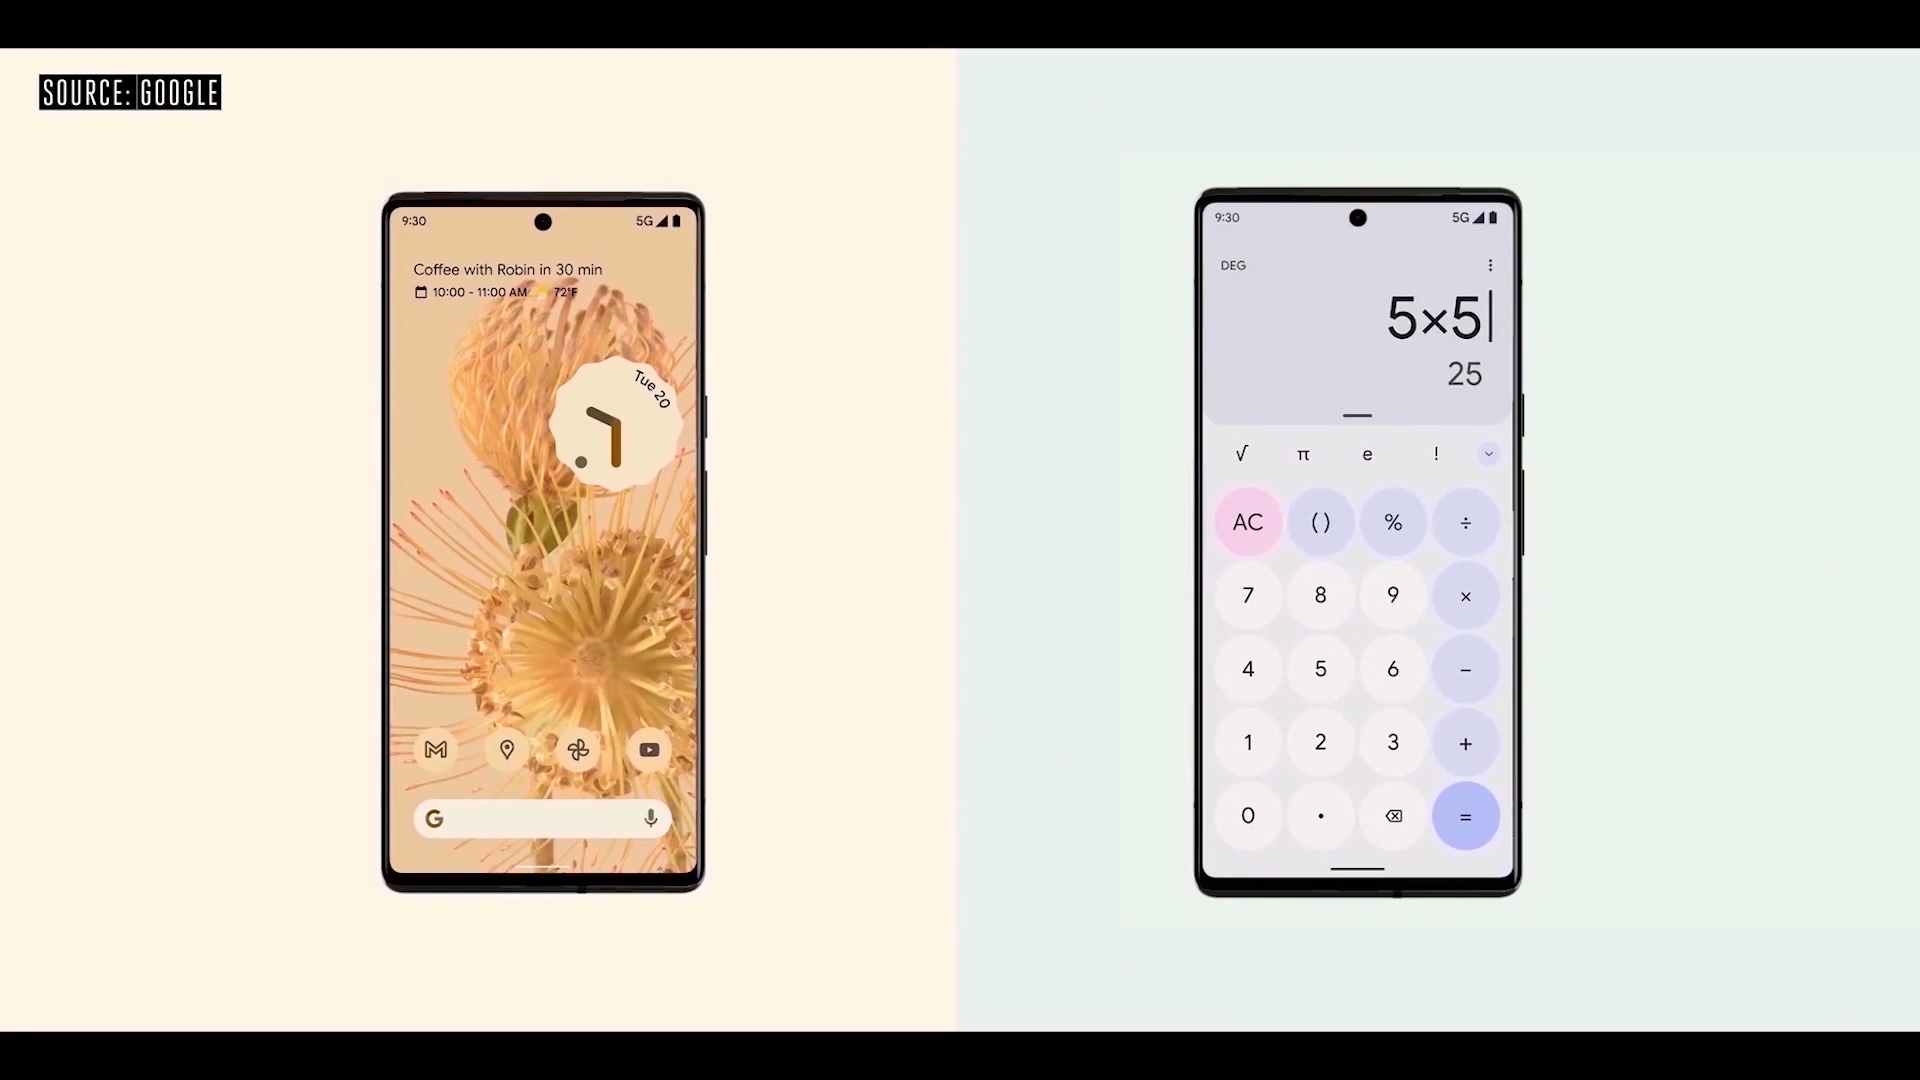 SOURCE: GOOGLE
9:30 5G
Coffee with Robin in 30 min
10:00 - 11:00 AM 72°F
Tue 20
G
9:30 5G
DEG
5×5
25
√ π e !
AC ( ) % ÷
7 8 9 ×
4 5 6 −
1 2 3 +
0 . =